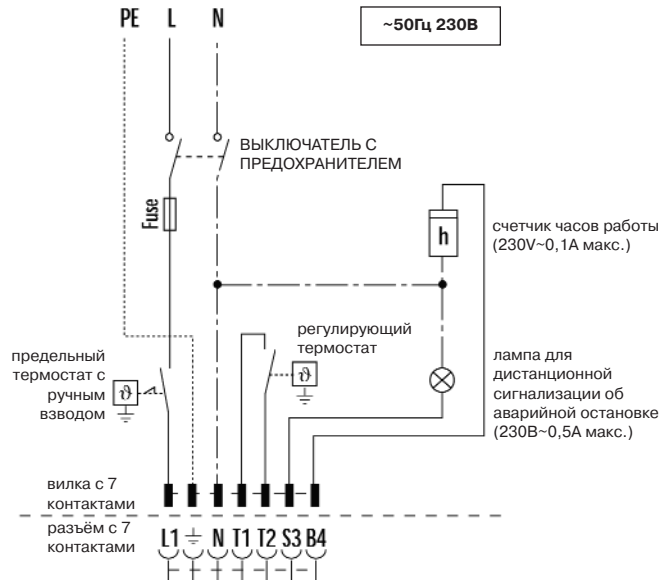 PE L N
~50Гц 230В
ВЫКЛЮЧАТЕЛЬ С
ПРЕДОХРАНИТЕЛЕМ
Fuse
h
счетчик часов работы
(230V~0,1А макс.)
регулирующий
термостат
ϑ
предельный
термостат с
ручным
взводом
ϑ
лампа для
дистанционной
сигнализации об
аварийной остановке
(230В~0,5А макс.)
вилка с 7
контактами
разъём с 7
контактами
L1 N T1 T2 S3 B4